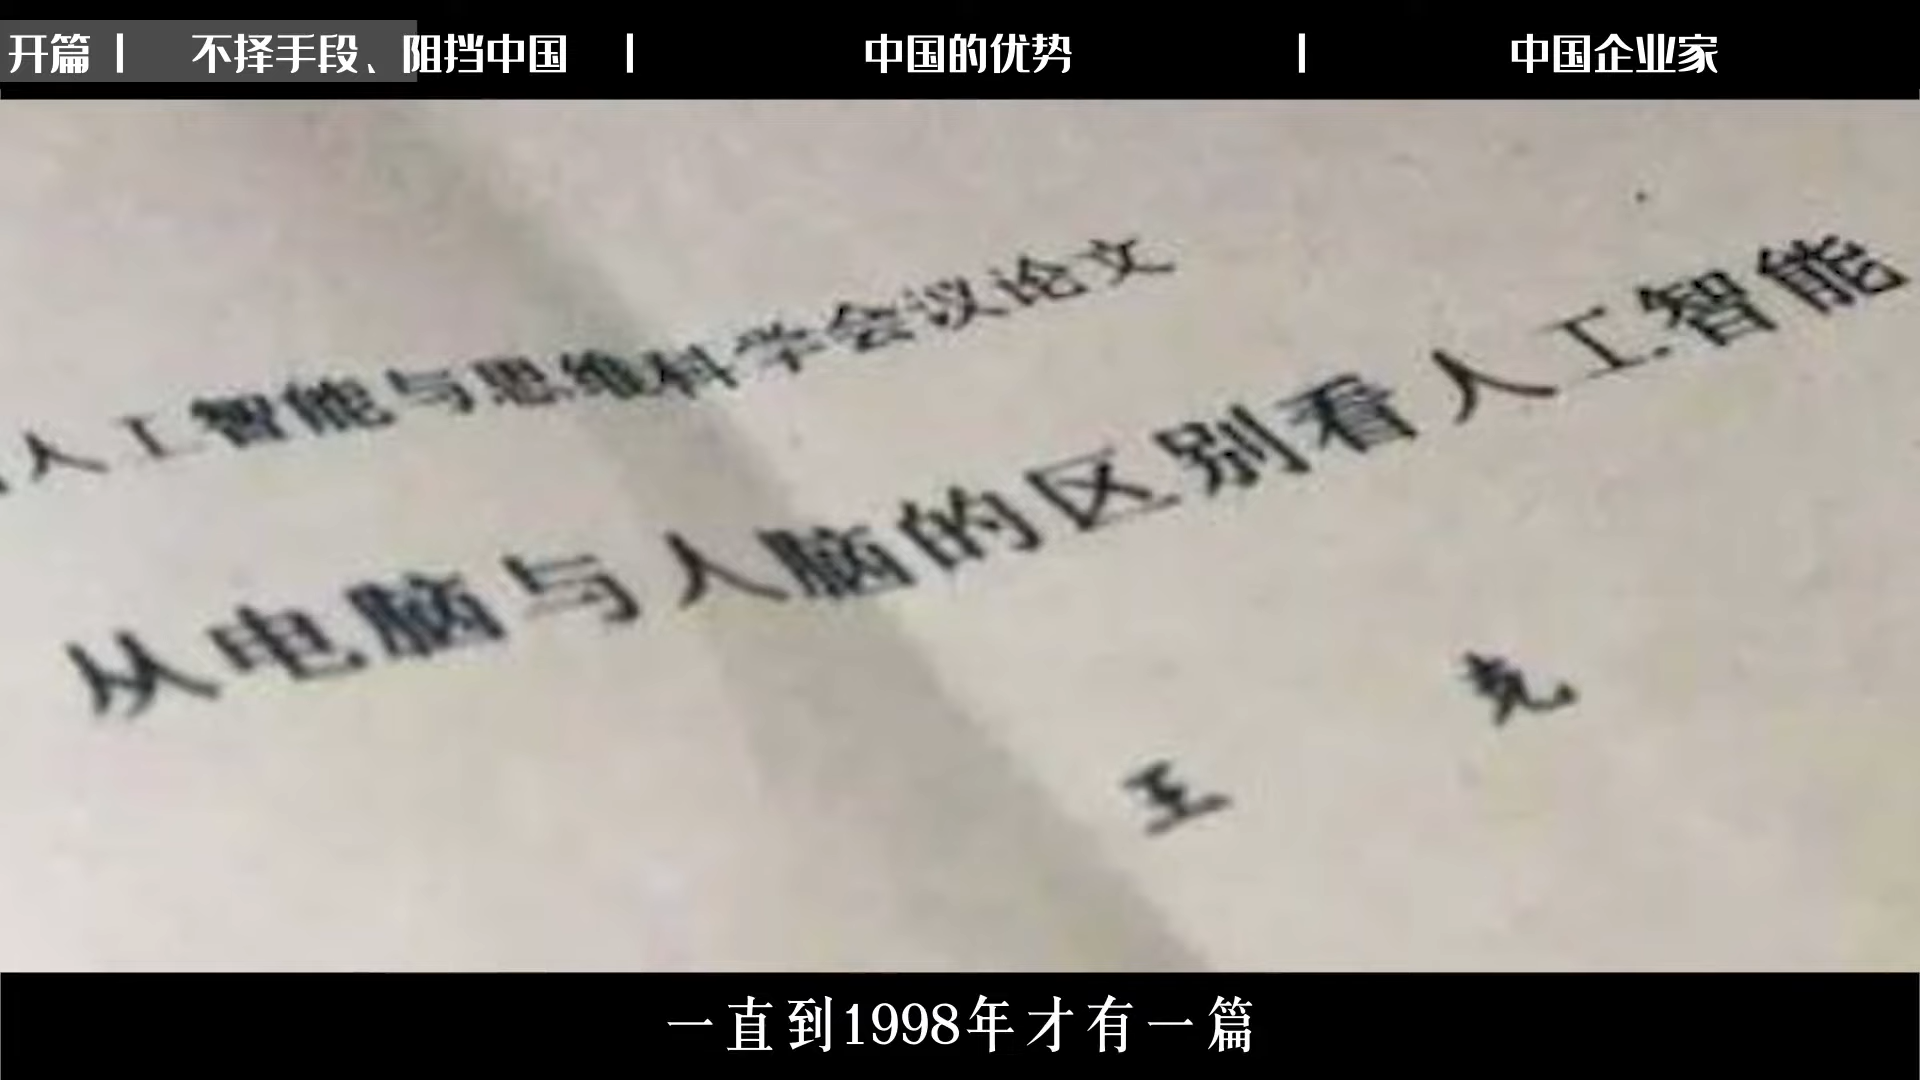 开篇 | 不择手段、阻挡中国 | 中国的优势 | 中国企业家
人工智能与思维科学会议论文
从电脑与人脑的区别看人工智能
王 克
一直到1998年才有一篇